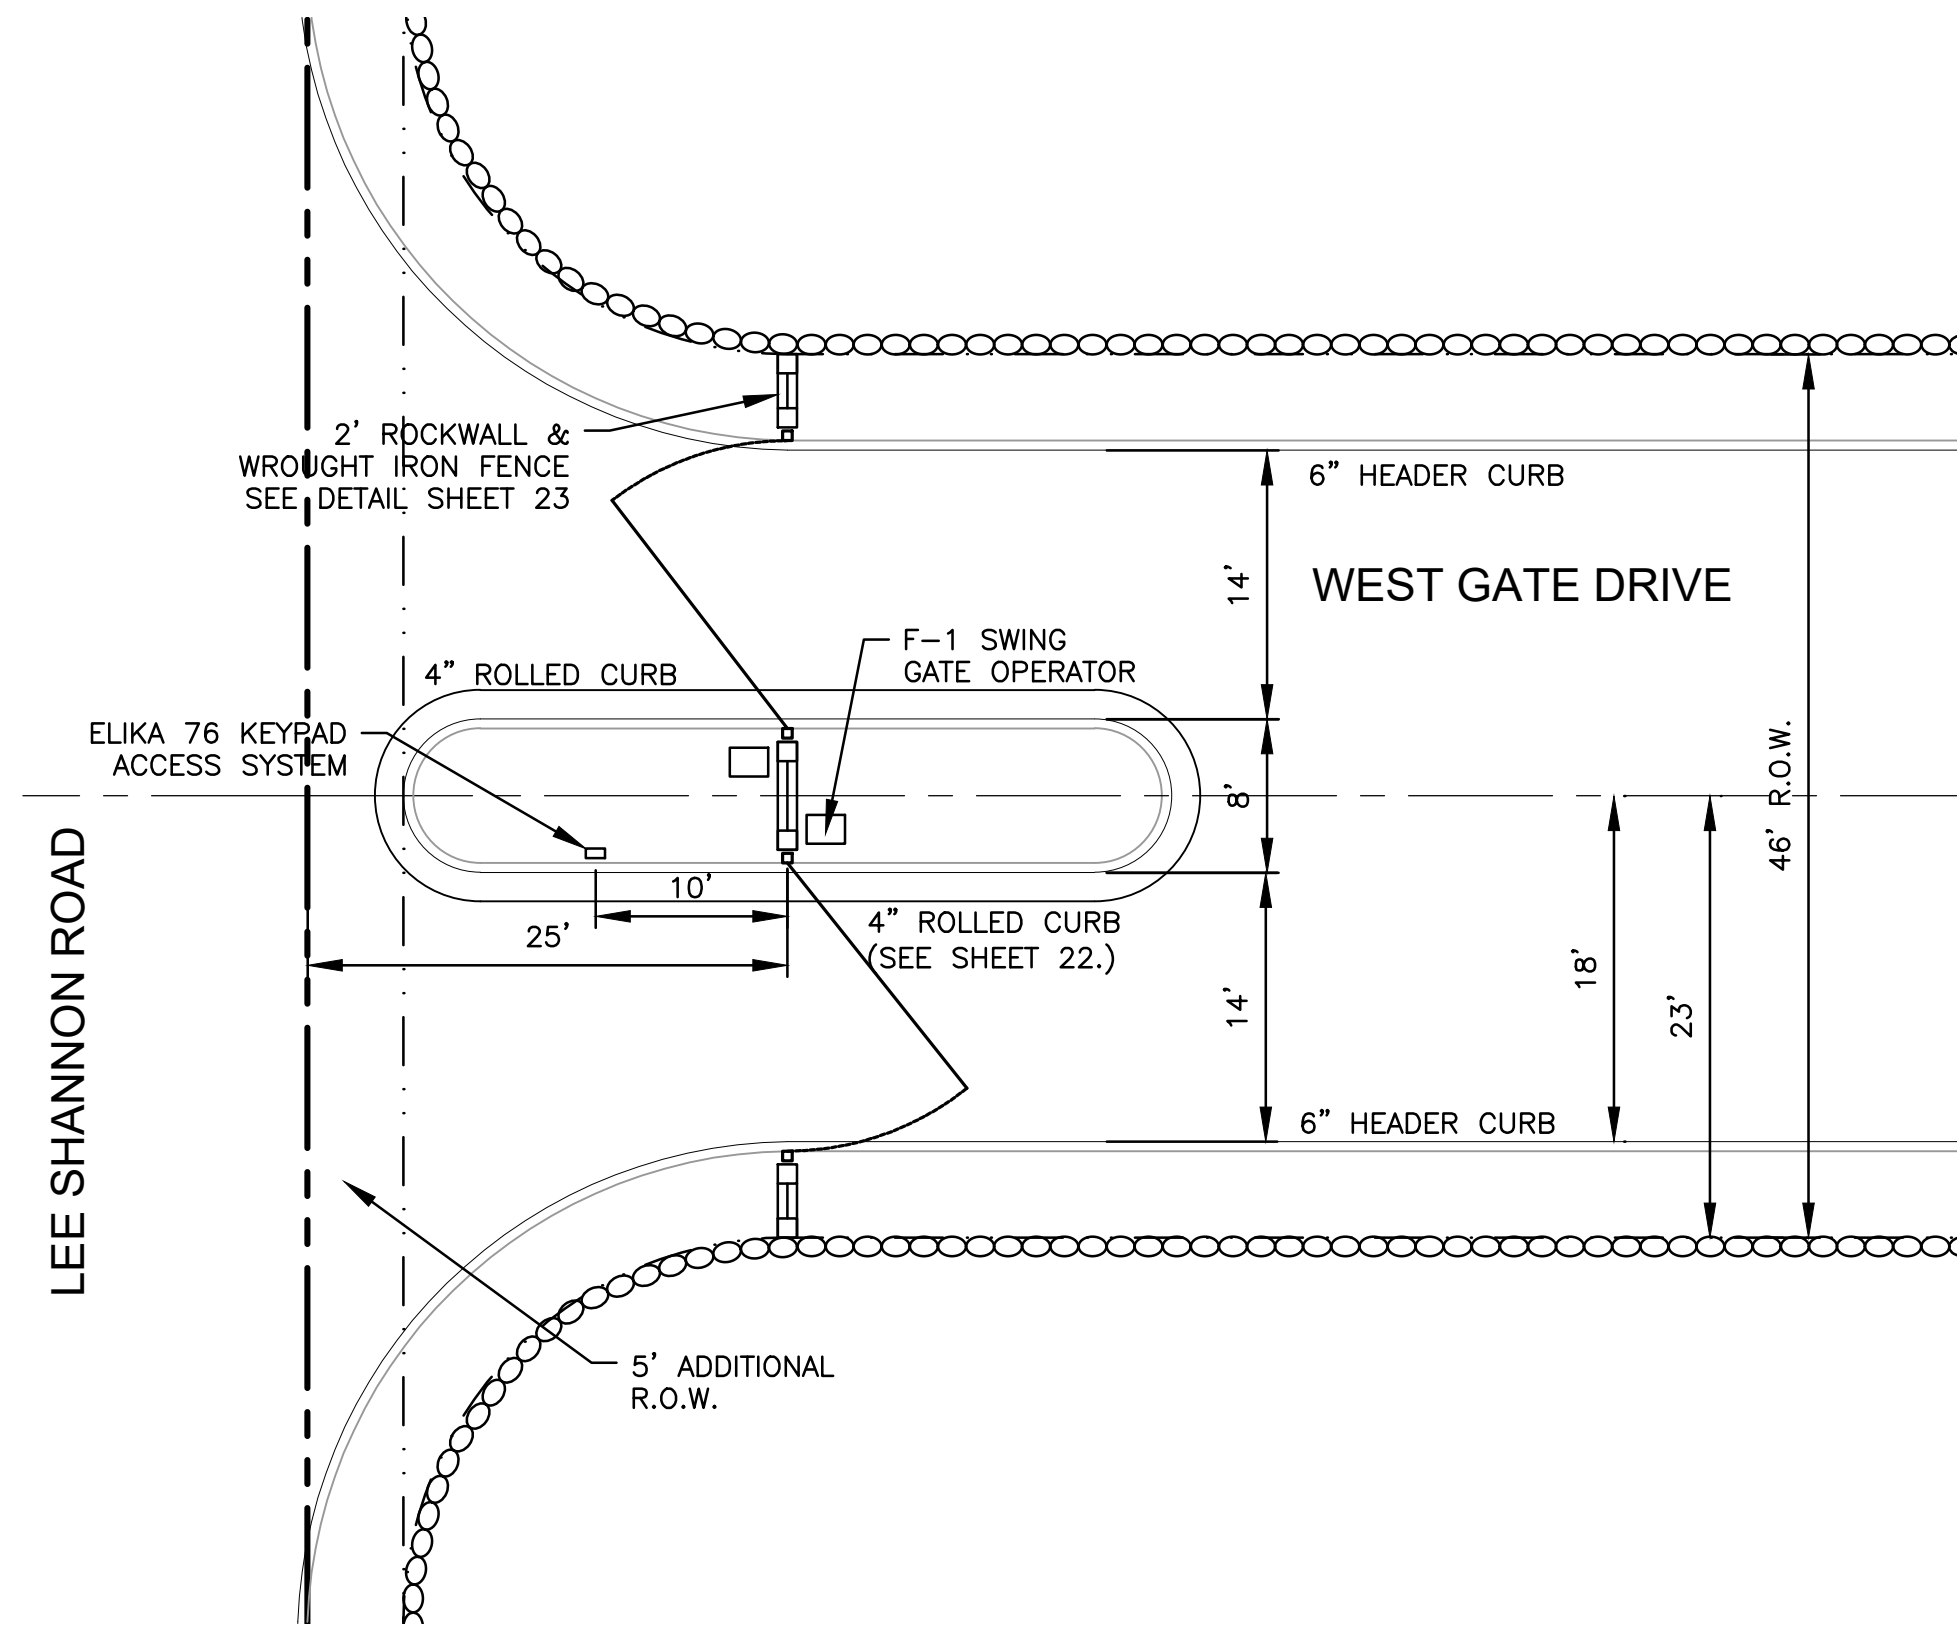 2' ROCKWALL &
WROUGHT IRON FENCE
SEE DETAIL SHEET 23
6" HEADER CURB
14'
WEST GATE DRIVE
F-1 SWING
GATE OPERATOR
4" ROLLED CURB
ELIKA 76 KEYPAD
ACCESS SYSTEM
8'
46' R.O.W.
10'
25'
4" ROLLED CURB
(SEE SHEET 22.)
14'
18'
23'
LEE SHANNON ROAD
6" HEADER CURB
5' ADDITIONAL
R.O.W.